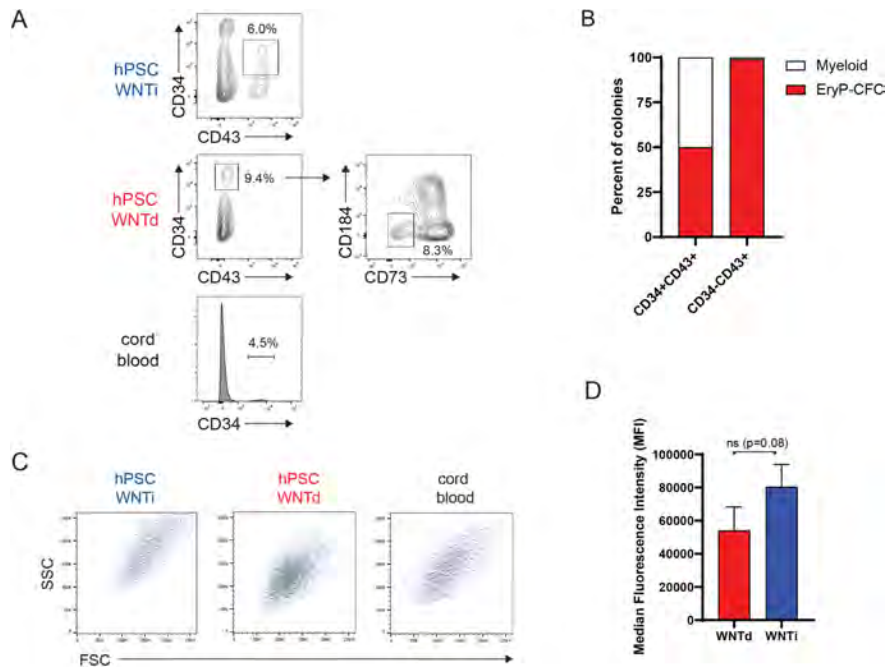 A
hPSC
WNTi
CD34
6.0%
CD43
hPSC
WNTd
CD34
9.4%
CD43
CD184
8.3%
CD73
cord
blood
4.5%
CD34
B
Percent of colonies
100
75
50
25
0
CD34+CD43+
CD34-CD43+
Myeloid
EryP-CFC
C
hPSC
WNTi
hPSC
WNTd
cord
blood
SSC
FSC
D
Median Fluorescence Intensity (MFI)
ns (p=0.08)
100000
80000
60000
40000
20000
0
WNTd
WNTi